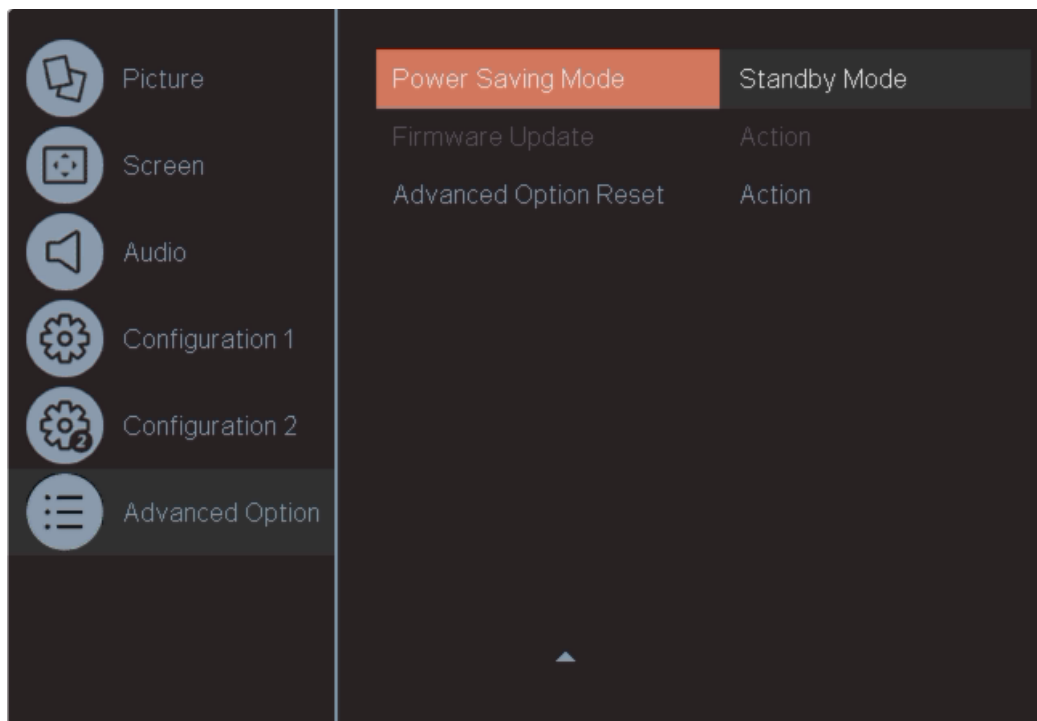 Picture
Screen
Audio
Configuration 1
Configuration 2
2
Advanced Option
Power Saving Mode Standby Mode
Firmware Update Action
Advanced Option Reset Action